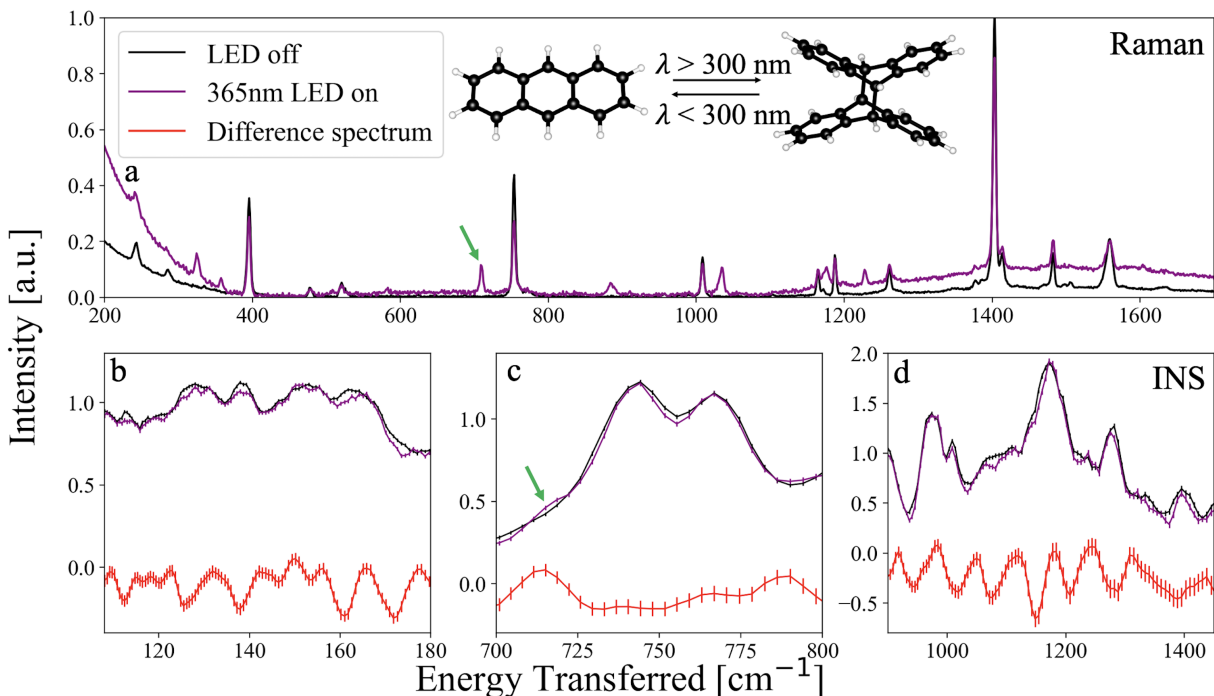 1.0
LED off
365nm LED on
Difference spectrum
λ > 300 nm
λ < 300 nm
Raman
0.8
0.6
a
0.4
0.2
0.0
200
400
600
800
1000
1200
1400
1600
Intensity [a.u.]
b
1.0
0.5
0.0
120
140
160
180
c
1.0
0.5
0.0
700
725
750
775
800
d
INS
2.0
1.5
1.0
0.5
0.0
−0.5
1000
1200
1400
Energy Transferred [cm⁻¹]